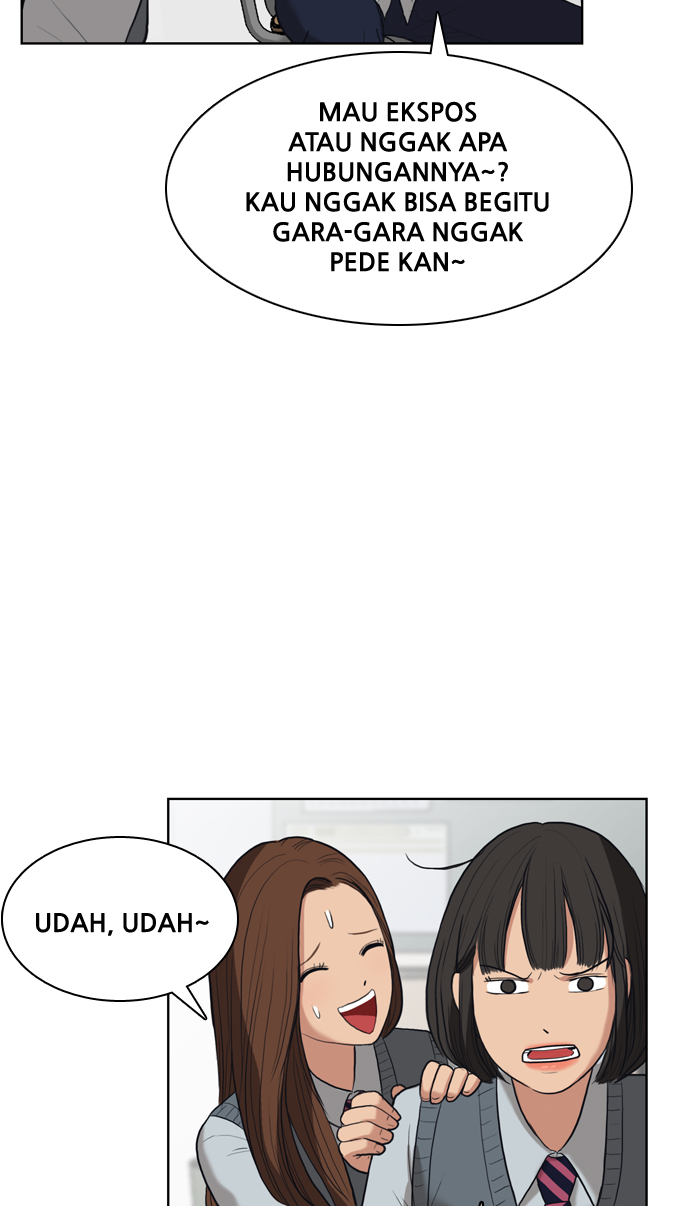 MAU EKSPOS
ATAU NGGAK APA
HUBUNGANNYA~?
KAU NGGAK BISA BEGITU
GARA-GARA NGGAK
PEDE KAN~
UDAH, UDAH~